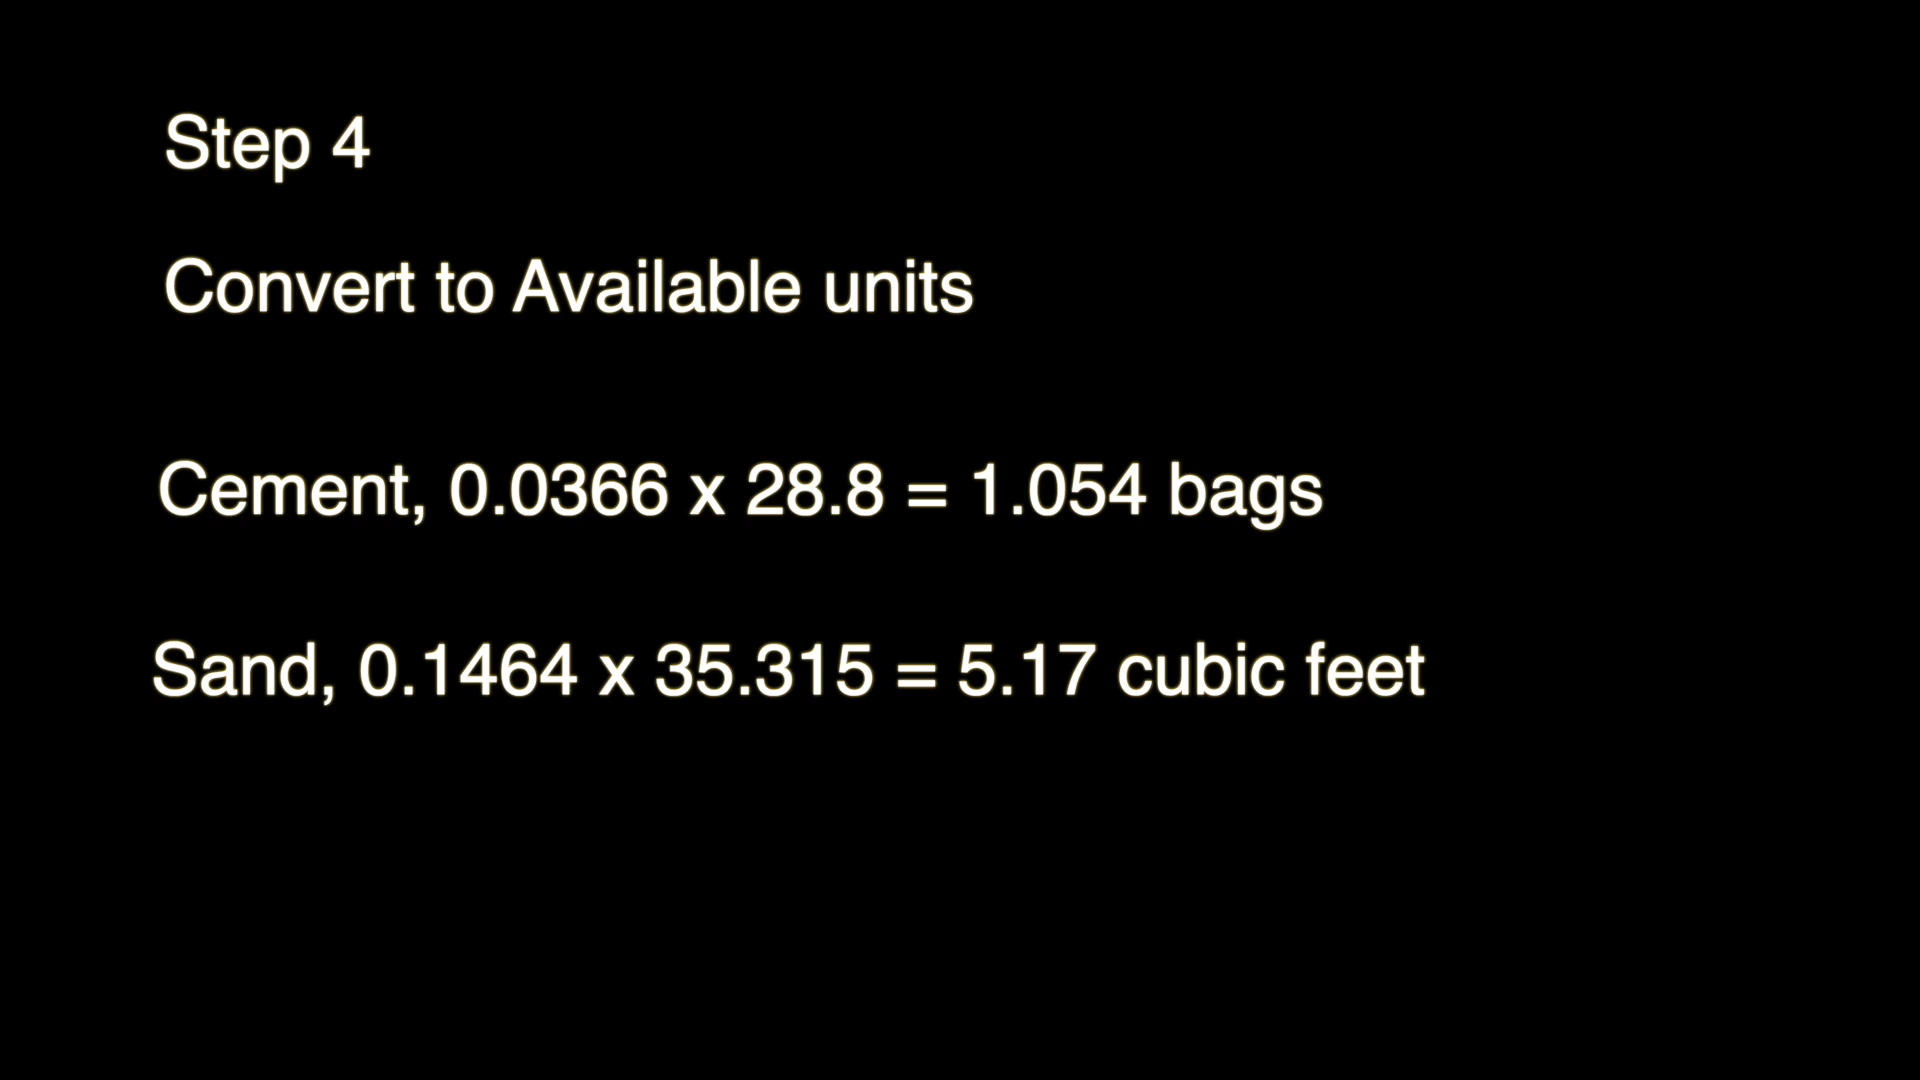 Step 4
Convert to Available units
Cement, 0.0366 x 28.8 = 1.054 bags
Sand, 0.1464 x 35.315 = 5.17 cubic feet